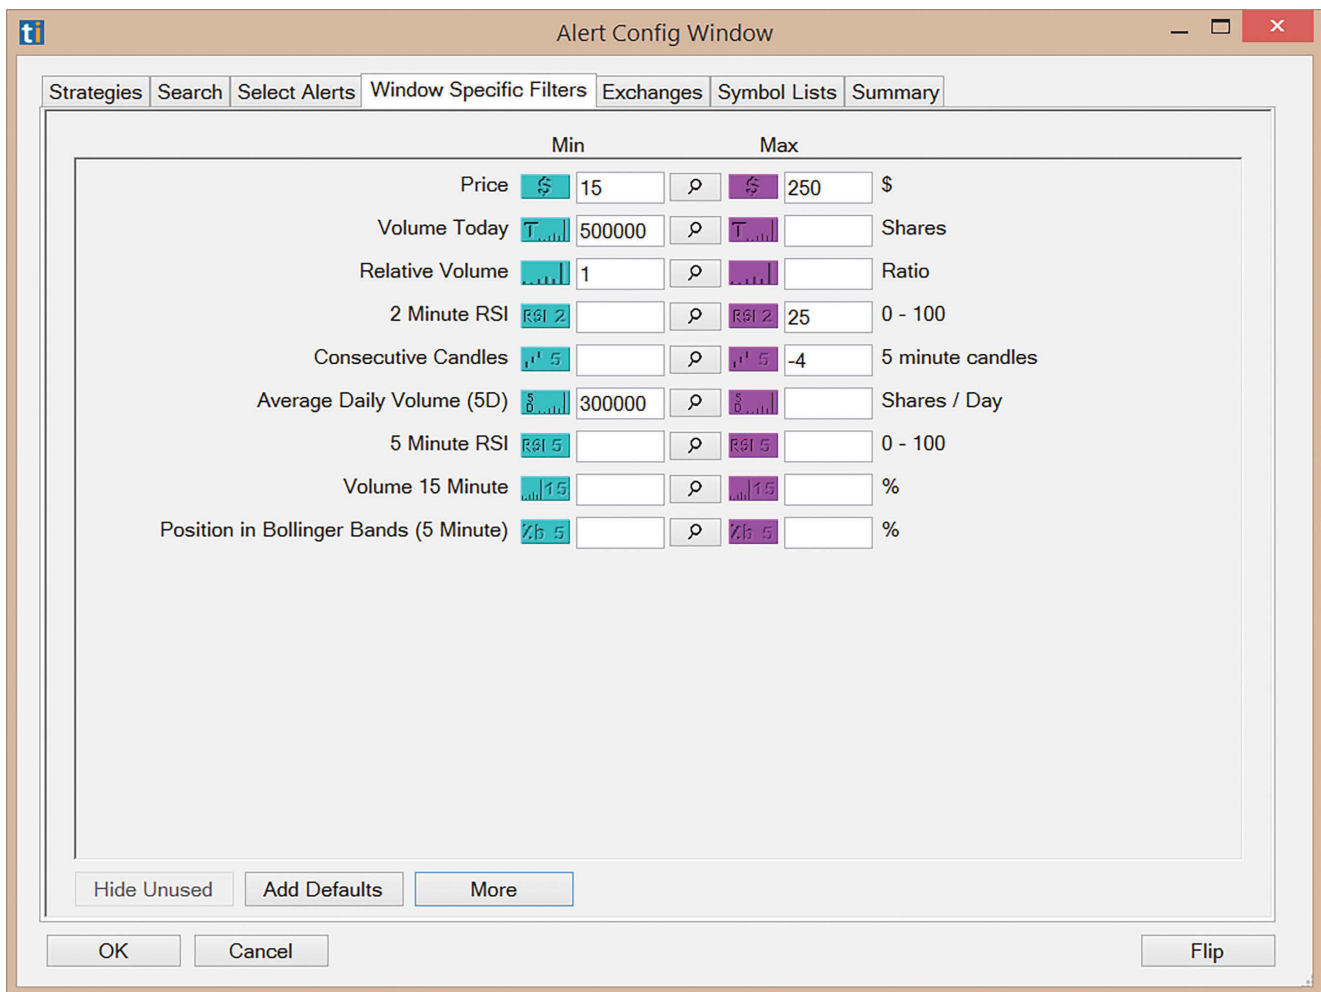 ti Alert Config Window
Strategies Search Select Alerts Window Specific Filters Exchanges Symbol Lists Summary
Min Max
Price $ 15 $ 250 $
Volume Today T 500000 T Shares
Relative Volume 1 Ratio
2 Minute RSI RSI 2 RSI 2 25 0 - 100
Consecutive Candles 5 5 -4 5 minute candles
Average Daily Volume (5D) 5D 300000 5D Shares / Day
5 Minute RSI RSI 5 RSI 5 0 - 100
Volume 15 Minute 15 15 %
Position in Bollinger Bands (5 Minute) %b 5 %b 5 %
Hide Unused Add Defaults More
OK Cancel Flip